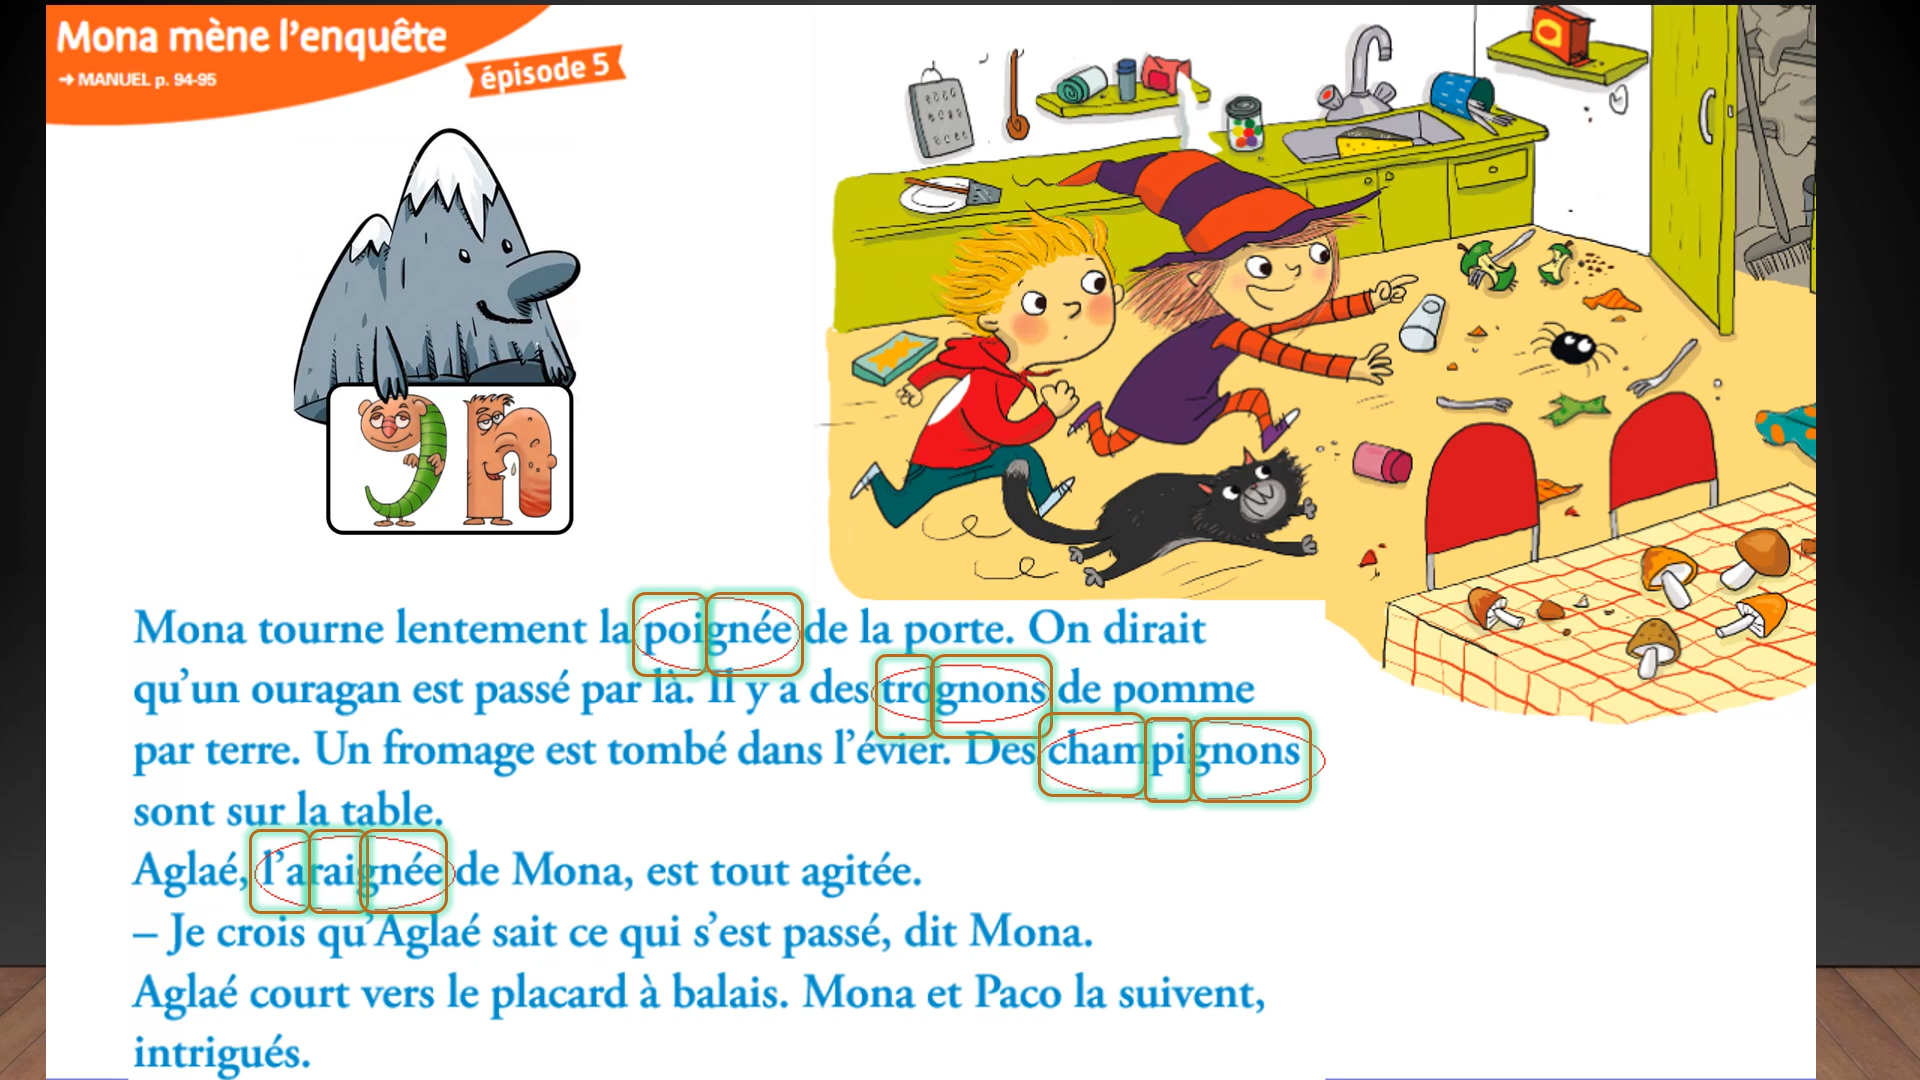 Mona mène l'enquête
→ MANUEL p. 94-95
épisode 5
gn
Mona tourne lentement la poignée de la porte. On dirait
qu'un ouragan est passé par là. Il y a des trognons de pomme
par terre. Un fromage est tombé dans l'évier. Des champignons
sont sur la table.
Aglaé, l'araignée de Mona, est tout agitée.
– Je crois qu'Aglaé sait ce qui s'est passé, dit Mona.
Aglaé court vers le placard à balais. Mona et Paco la suivent,
intrigués.